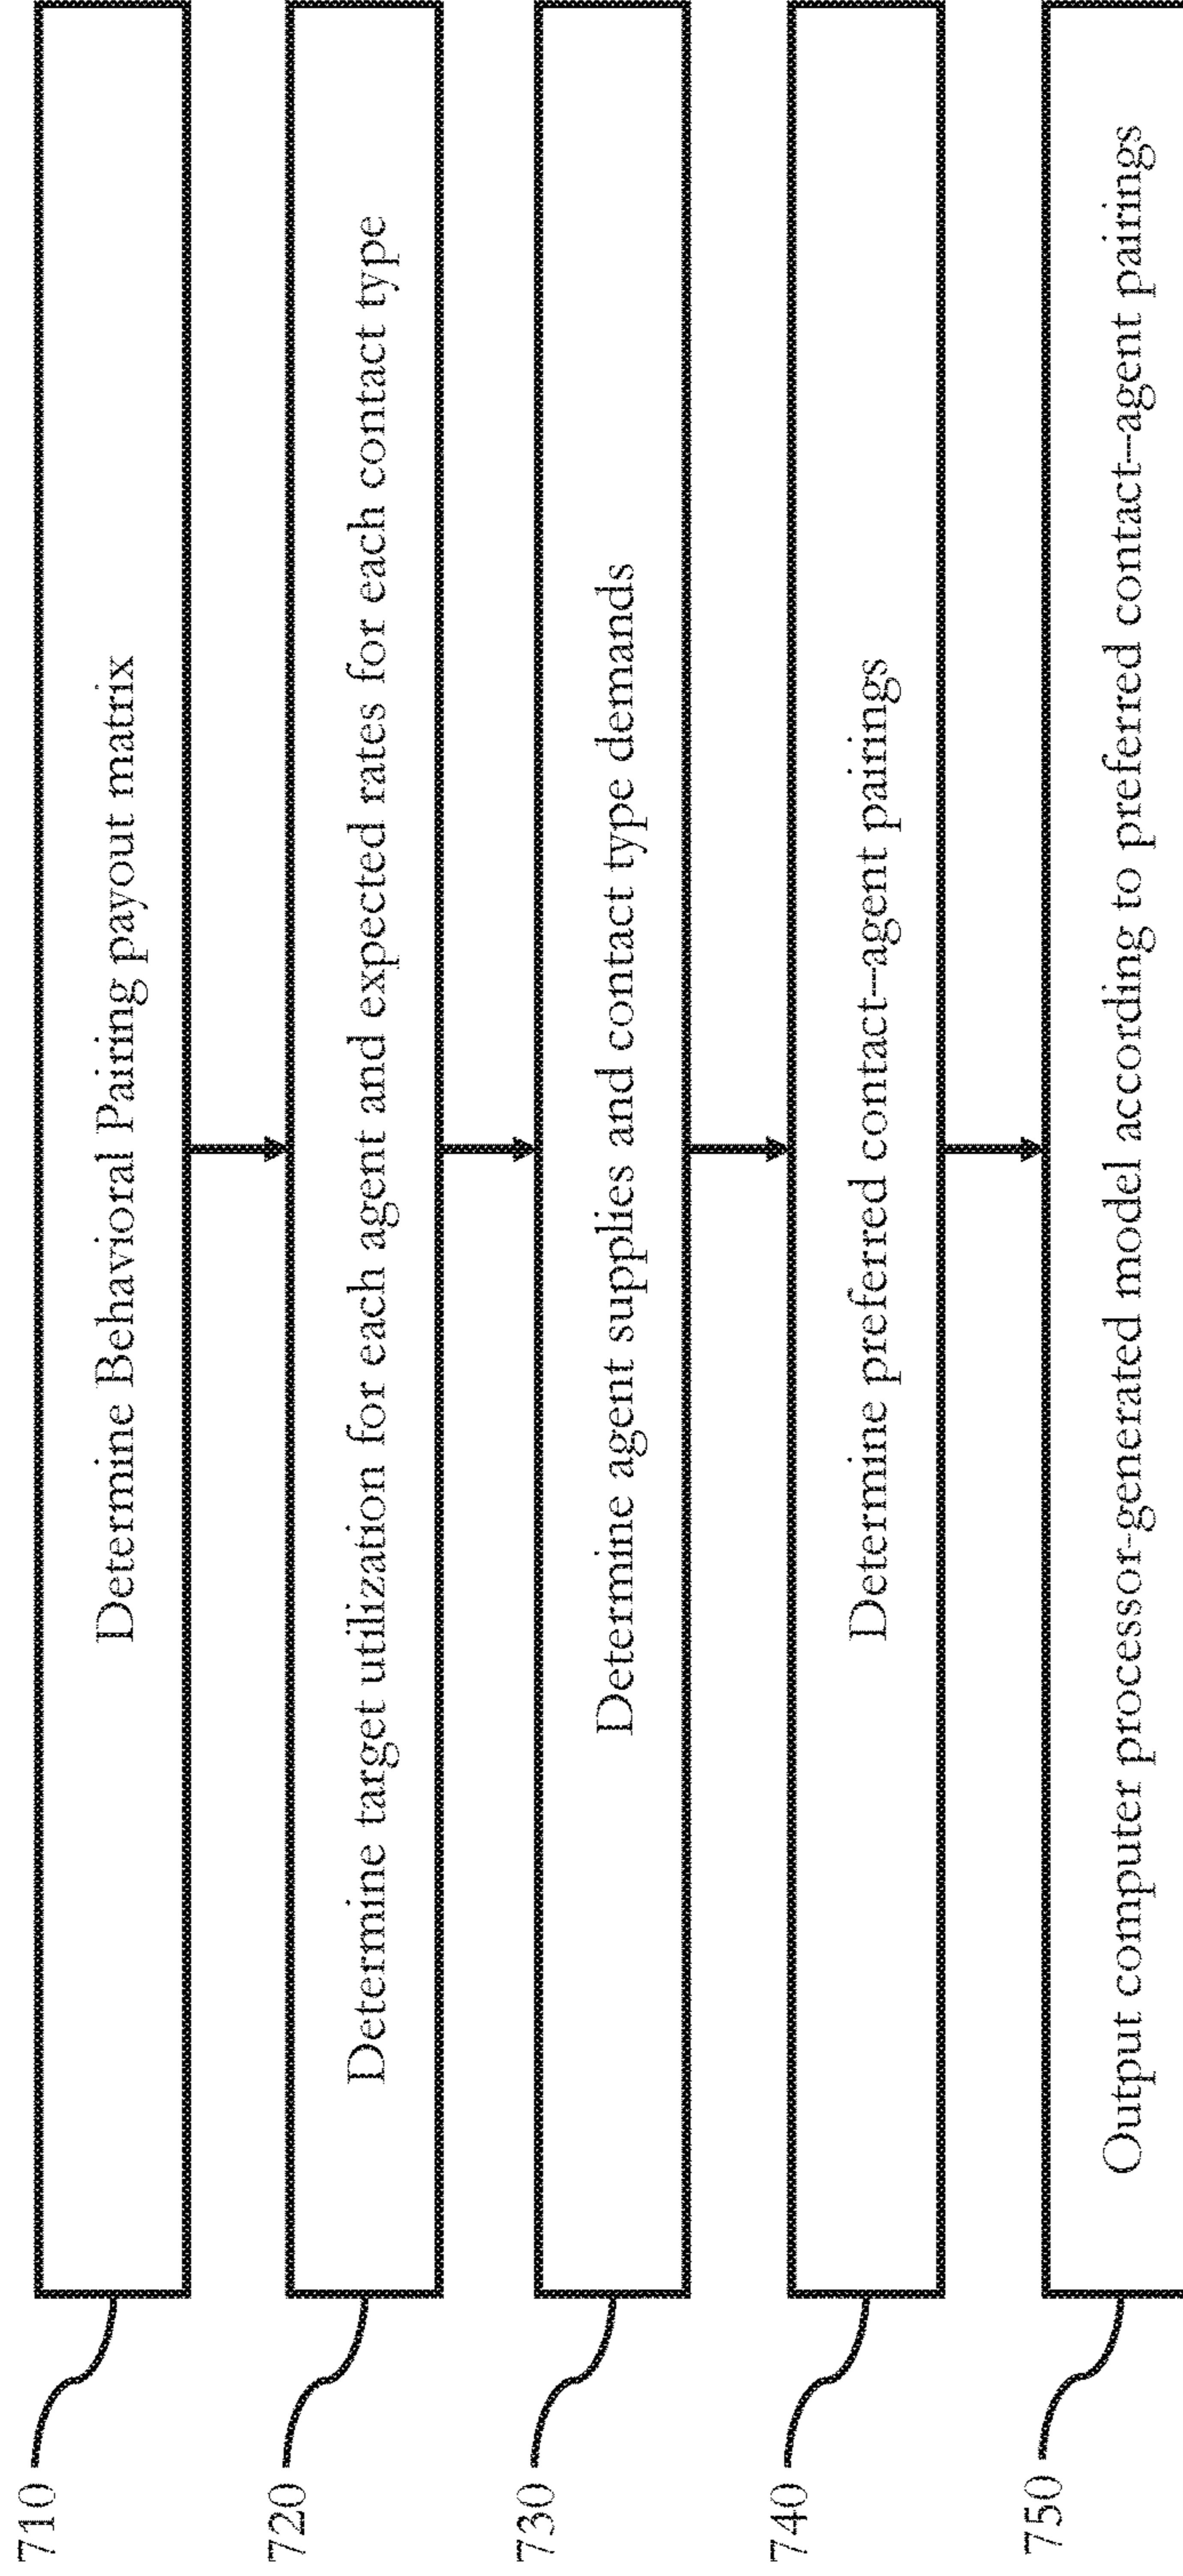 710
Determine Behavioral Pairing payout matrix
720
Determine target utilization for each agent and expected rates for each contact type
730
Determine agent supplies and contact type demands
740
Determine preferred contact--agent pairings
750
Output computer processor-generated model according to preferred contact--agent pairings